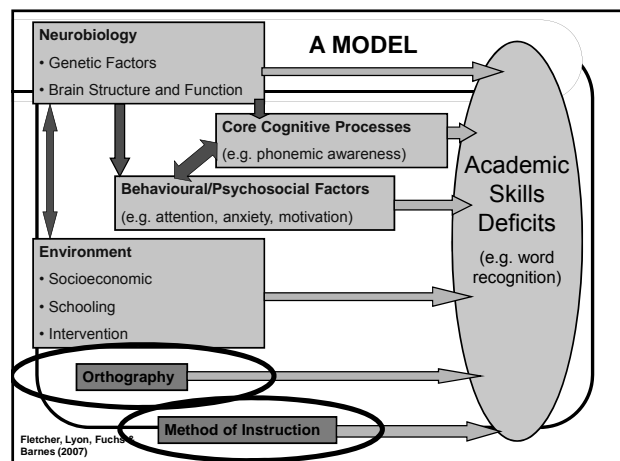 A MODEL
Neurobiology
• Genetic Factors
• Brain Structure and Function
Core Cognitive Processes
(e.g. phonemic awareness)
Behavioural/Psychosocial Factors
(e.g. attention, anxiety, motivation)
Environment
• Socioeconomic
• Schooling
• Intervention
Orthography
Method of Instruction
Academic
Skills
Deficits
(e.g. word
recognition)
Fletcher, Lyon, Fuchs &
Barnes (2007)